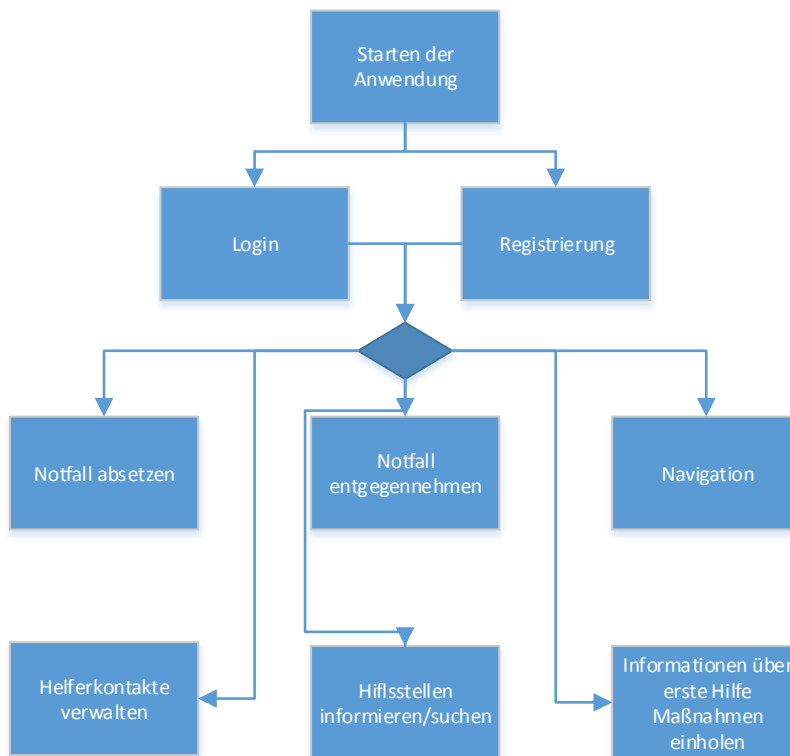 Starten der
Anwendung
Login
Registrierung
Notfall absetzen
Notfall
entgegennehmen
Navigation
Helferkontakte
verwalten
Hiflsstellen
informieren/suchen
Informationen über
erste Hilfe
Maßnahmen
einholen